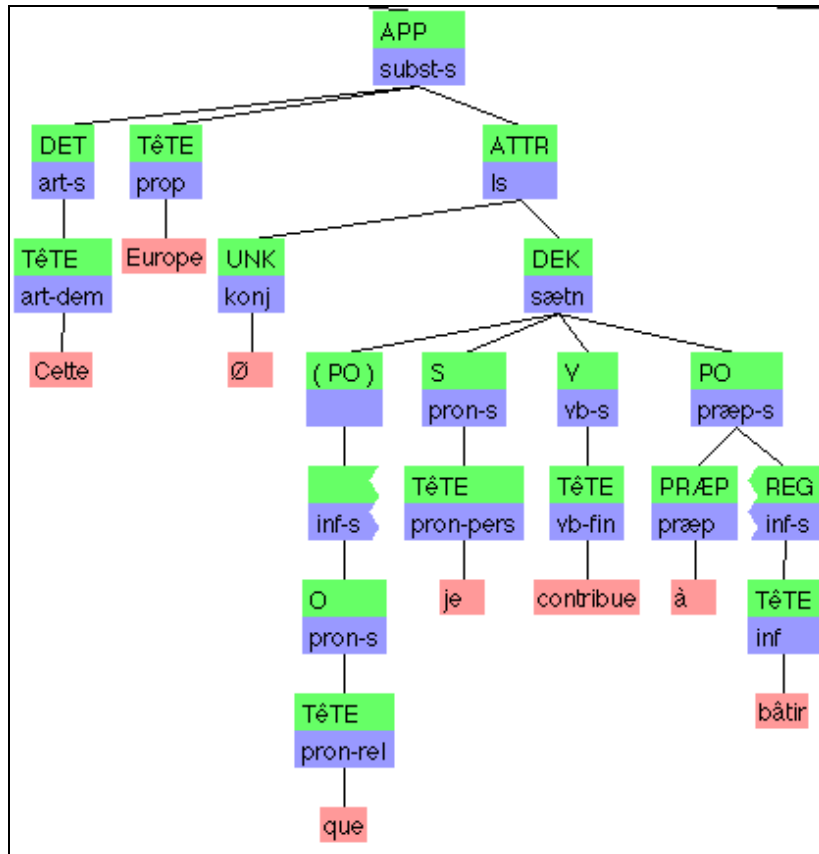 APP
subst-s
DET TêTE ATTR
art-s prop ls
TêTE Europe UNK DEK
art-dem konj sætn
Cette Ø
( PO ) S V PO
pron-s vb-s præp-s
TêTE TêTE PRÆP REG
inf-s pron-pers vb-fin præp inf-s
O je contribue à TêTE
pron-s inf
TêTE bâtir
pron-rel
que